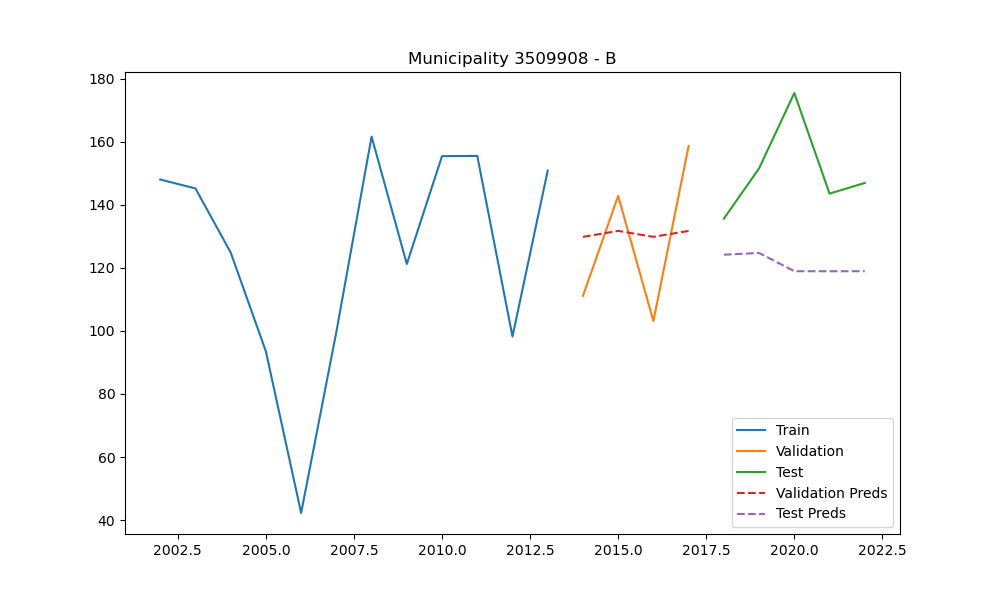 Municipality 3509908 - B
180
160
140
120
100
80
60
40
2002.5 2005.0 2007.5 2010.0 2012.5 2015.0 2017.5 2020.0 2022.5
Train
Validation
Test
Validation Preds
Test Preds